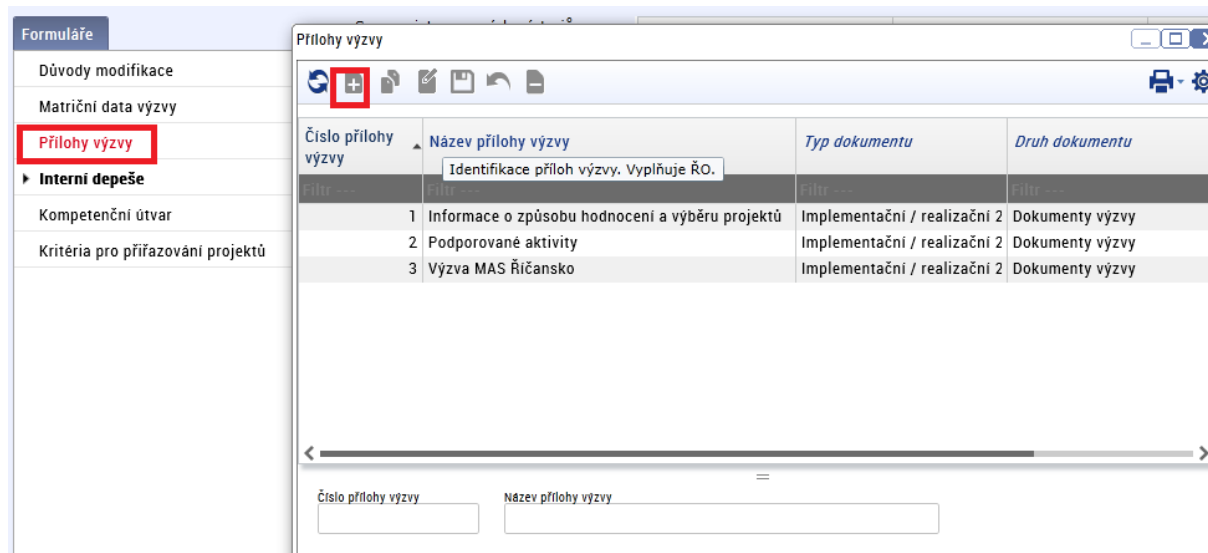 Formuláře
Důvody modifikace
Matriční data výzvy
Přílohy výzvy
Interní depeše
Kompetenční útvar
Kritéria pro přiřazování projektů
Přílohy výzvy
Číslo přílohy výzvy
Název přílohy výzvy
Typ dokumentu
Druh dokumentu
Identifikace příloh výzvy. Vyplňuje ŘO.
Filtr --- Filtr --- Filtr --- Filtr ---
1 Informace o způsobu hodnocení a výběru projektů Implementační / realizační 2 Dokumenty výzvy
2 Podporované aktivity Implementační / realizační 2 Dokumenty výzvy
3 Výzva MAS Říčansko Implementační / realizační 2 Dokumenty výzvy
Číslo přílohy výzvy Název přílohy výzvy